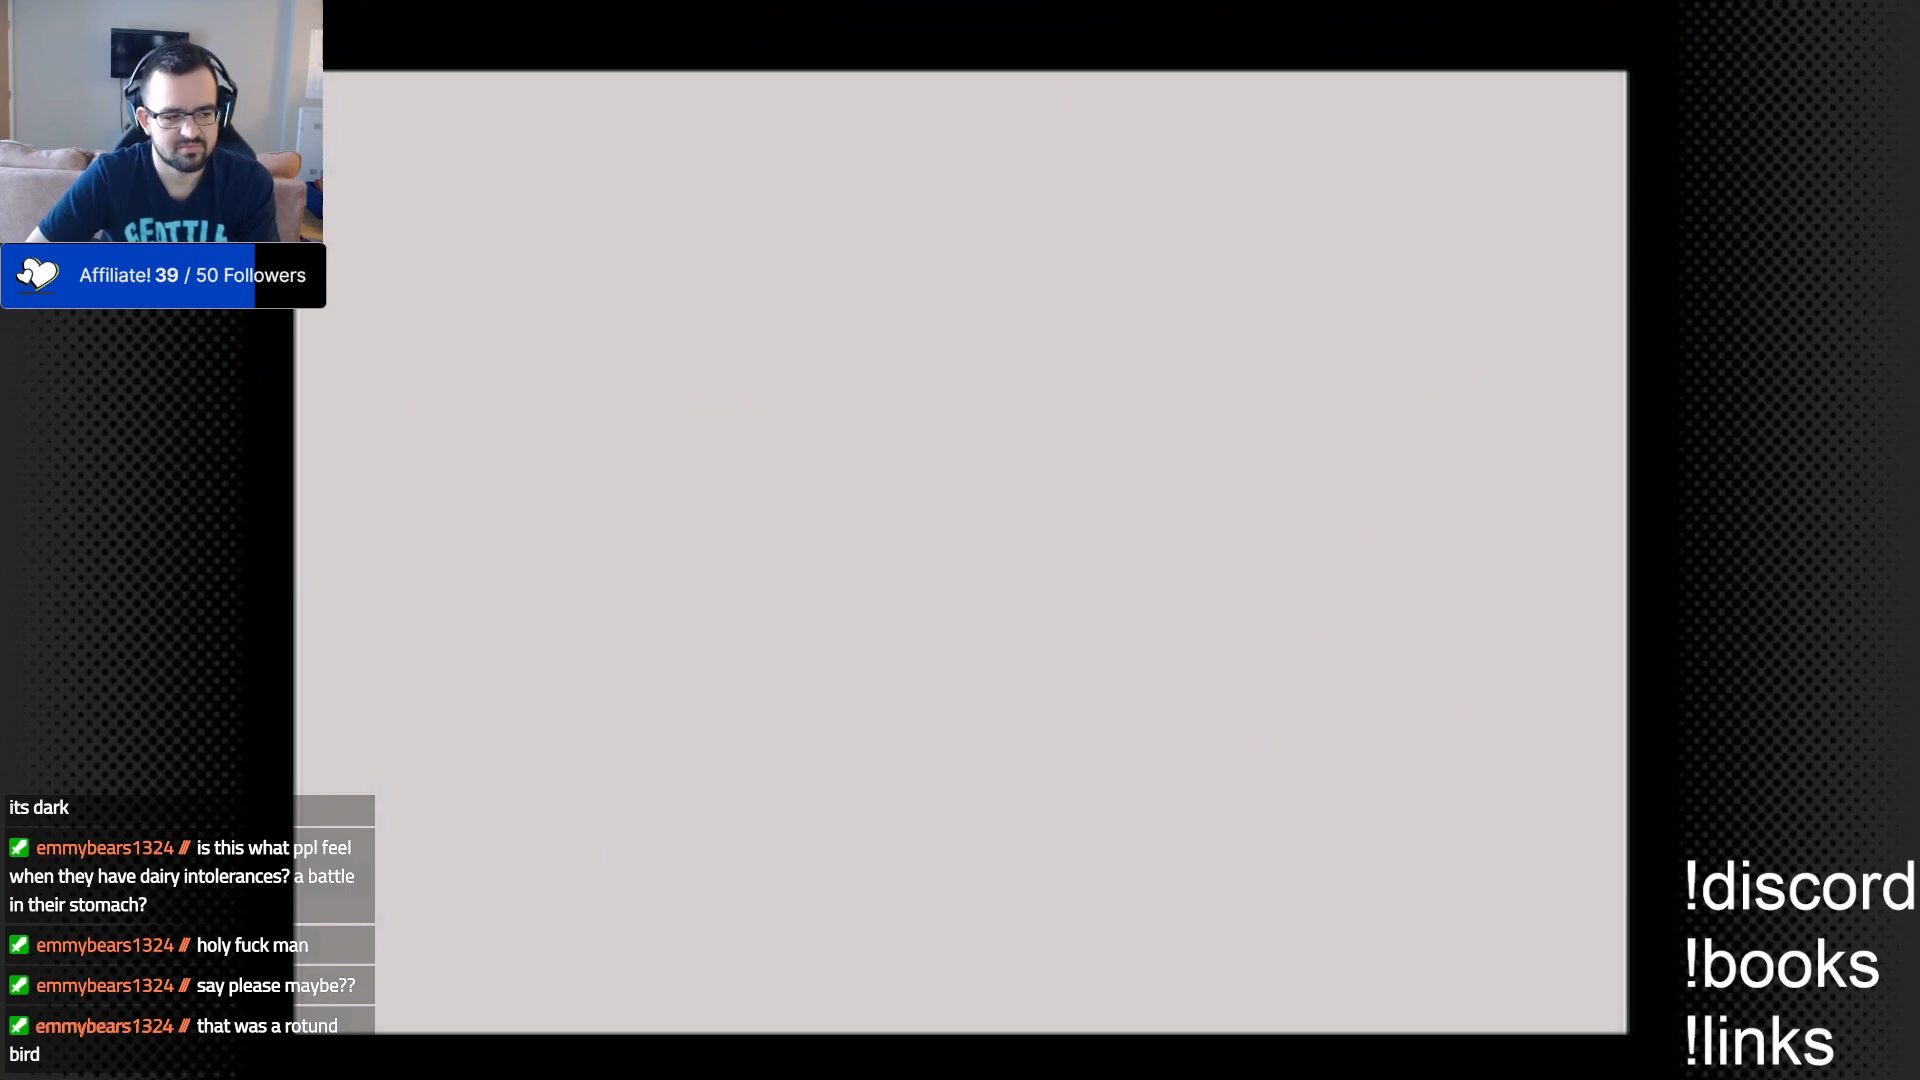 SEATTLE
Affiliate! 39 / 50 Followers
its dark
emmybears1324 /// is this what ppl feel
when they have dairy intolerances? a battle
in their stomach?
emmybears1324 /// holy fuck man
emmybears1324 /// say please maybe??
emmybears1324 /// that was a rotund
bird
!discord
!books
!links